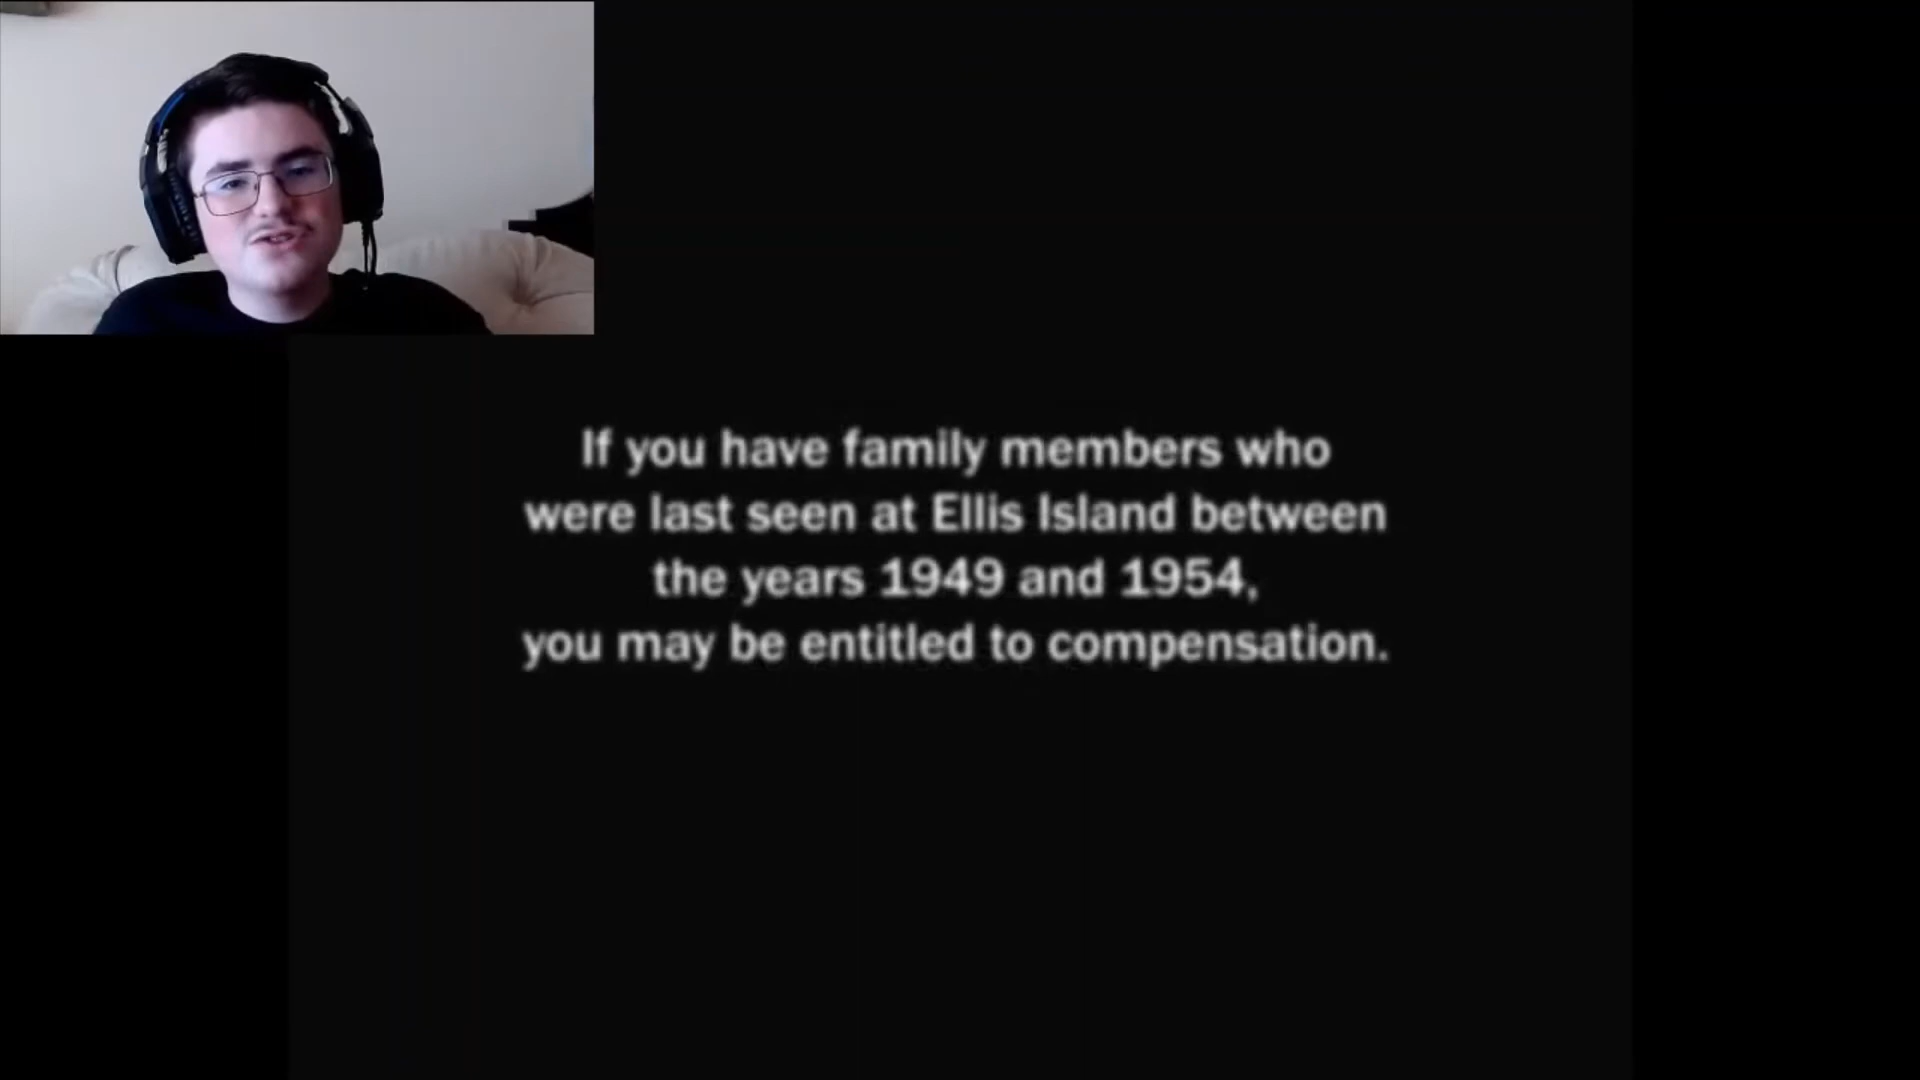 If you have family members who
were last seen at Ellis Island between
the years 1949 and 1954,
you may be entitled to compensation.